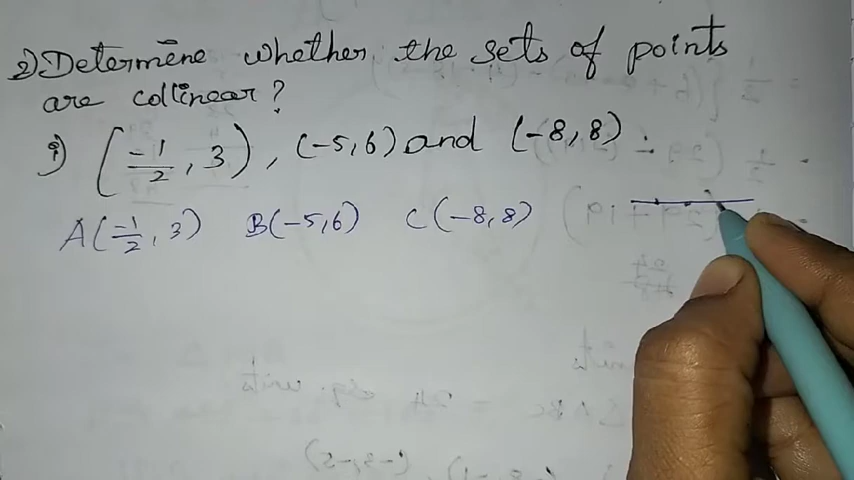 2) Determine whether the sets of points
are collinear?
i) (-1/2, 3), (-5,6) and (-8,8).
A(-1/2, 3) B(-5,6) C(-8,8)